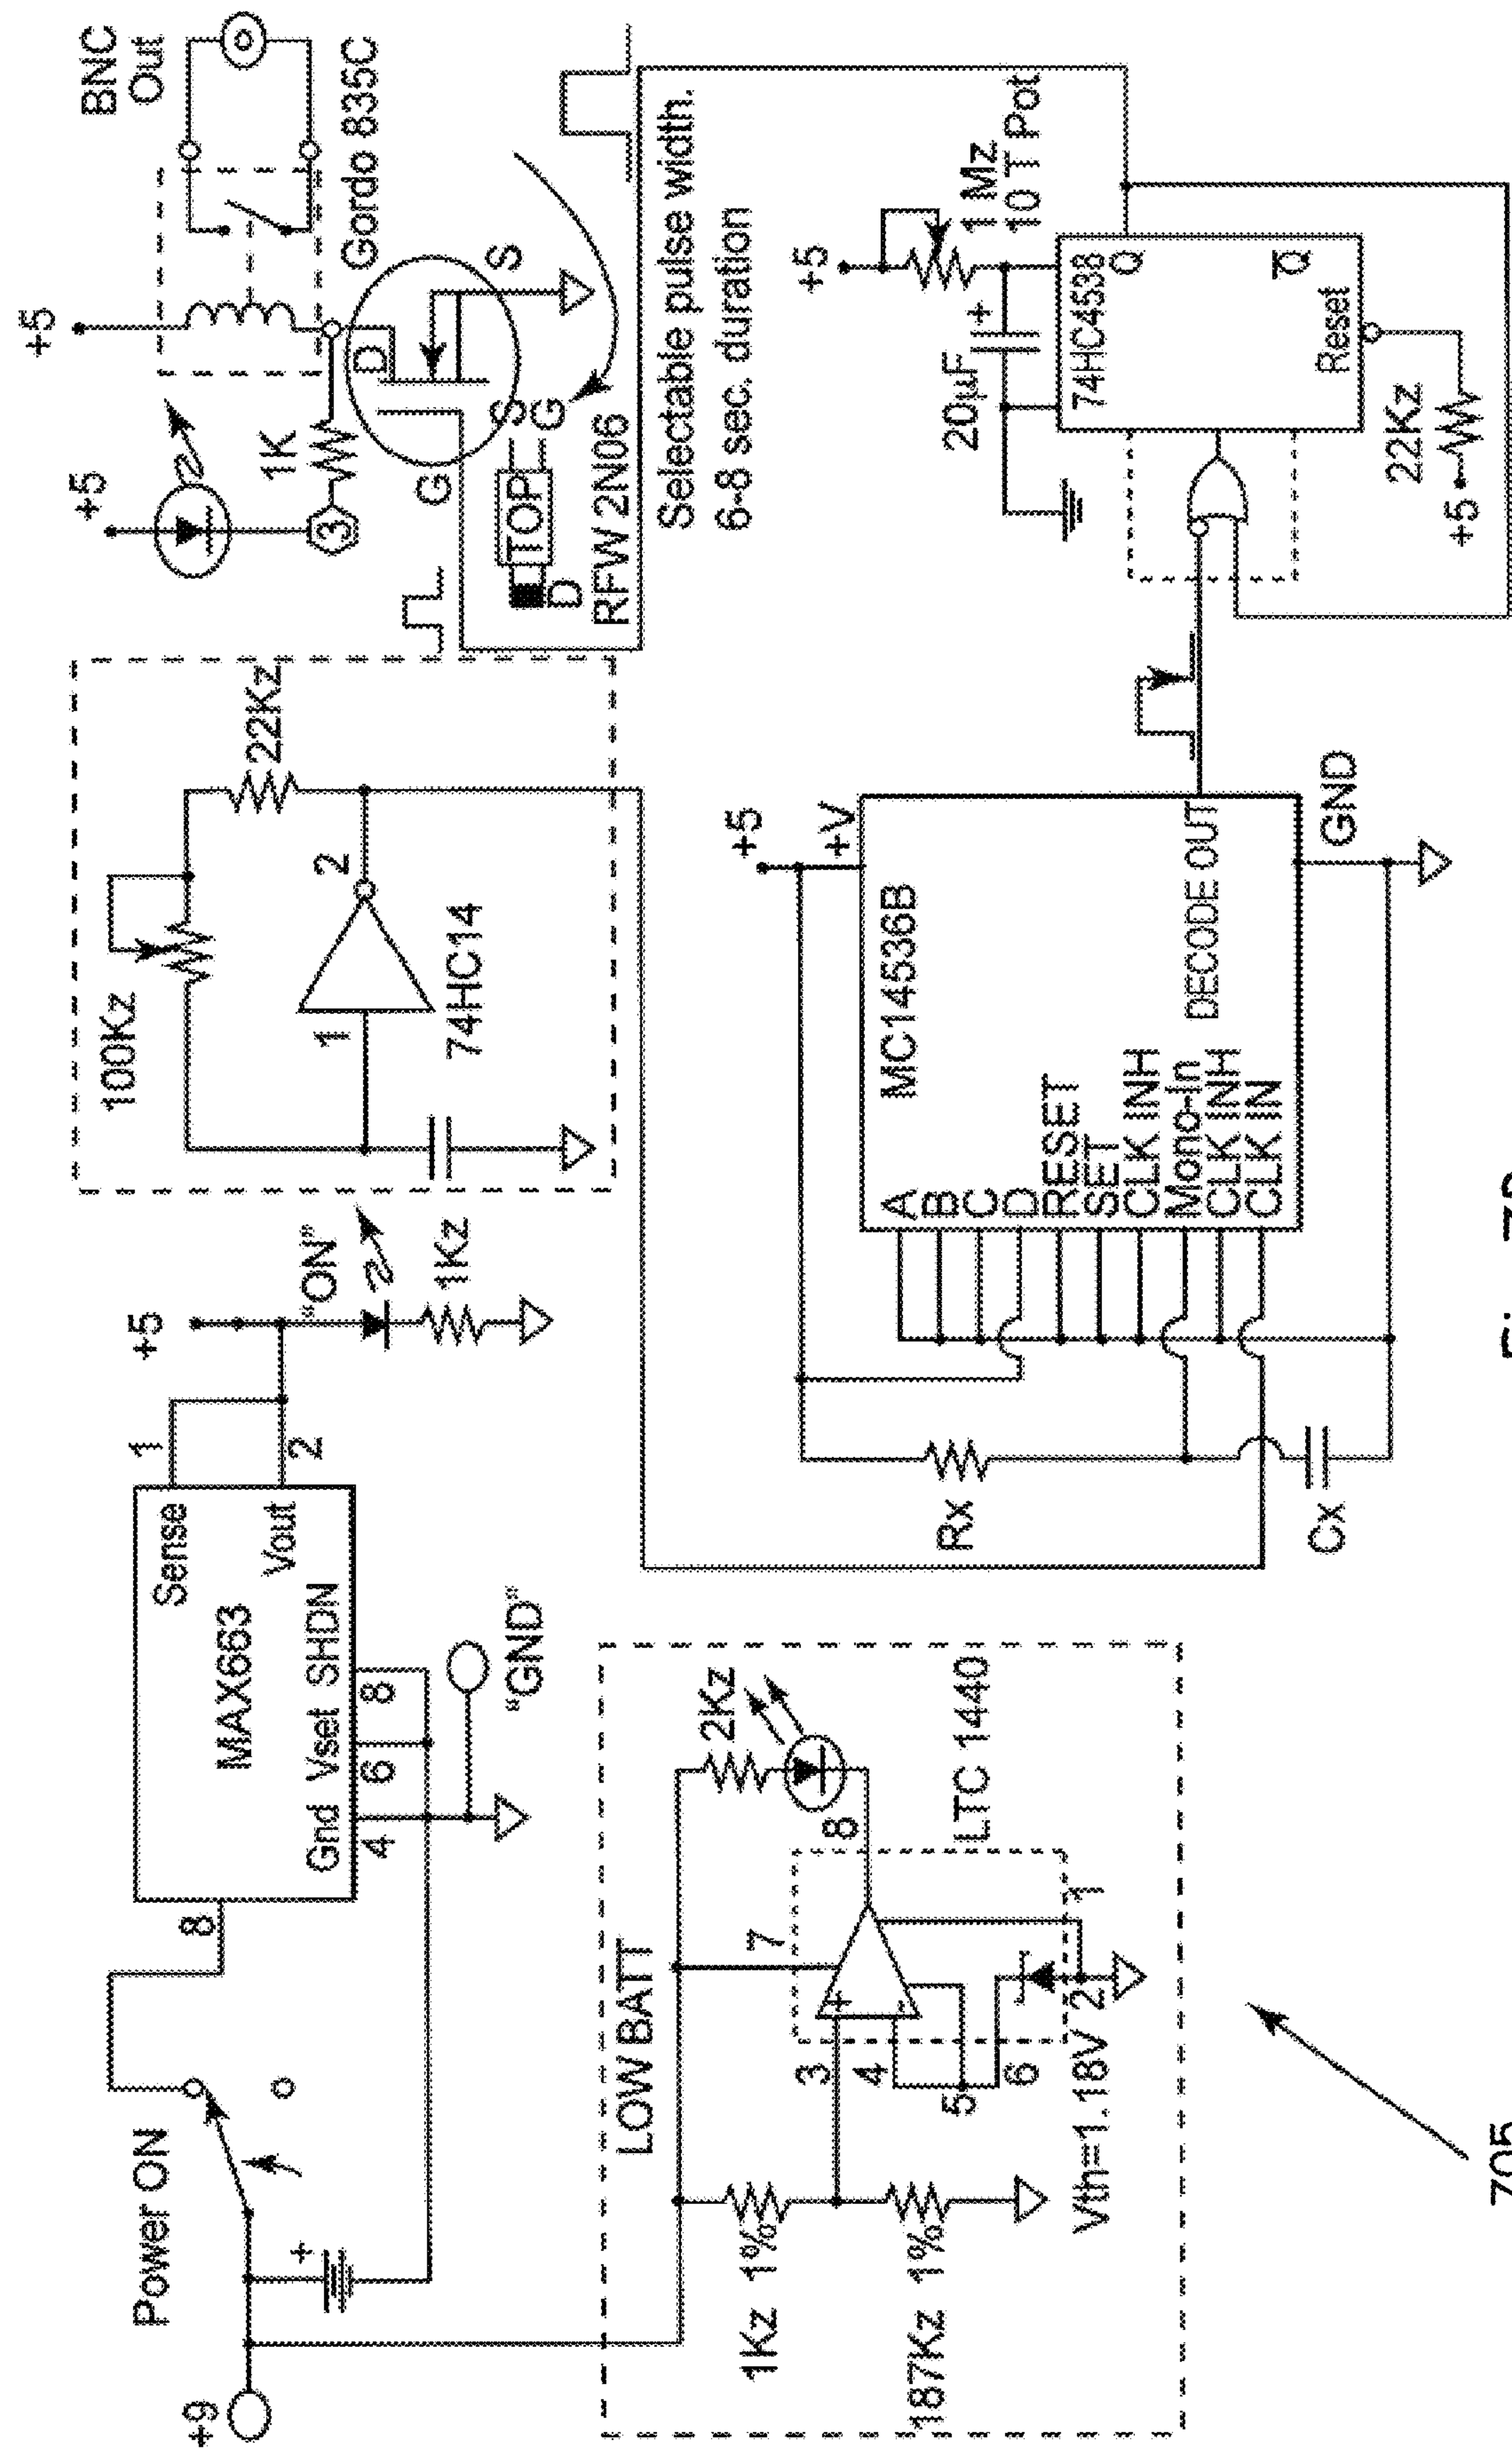 +9
Power ON
+
8
MAX663
Sense
Vout
Gnd
Vset
SHDN
4
6
8
1
2
"GND"
+5
"ON"
1Kz
100Kz
22Kz
1
2
74HC14
+5
1K
3
+5
BNC
Out
Gordo 835C
D
G
S
TOP
S
G
D
RFW 2N06
Selectable pulse width.
6-8 sec. duration
LOW BATT
1Kz 1%
187Kz 1%
3
4
5
6
7
8
+
-
2
1
2Kz
LTC 1440
Vth=1.18V
Rx
Cx
+5
+V
MC14536B
A
B
C
D
RESET
SET
CLK INH
Mono-In
CLK INH
CLK IN
DECODE OUT
GND
+5
1 Mz
10 T Pot
20µF
+
74HC4538
Q
Q
Reset
22Kz
+5
705